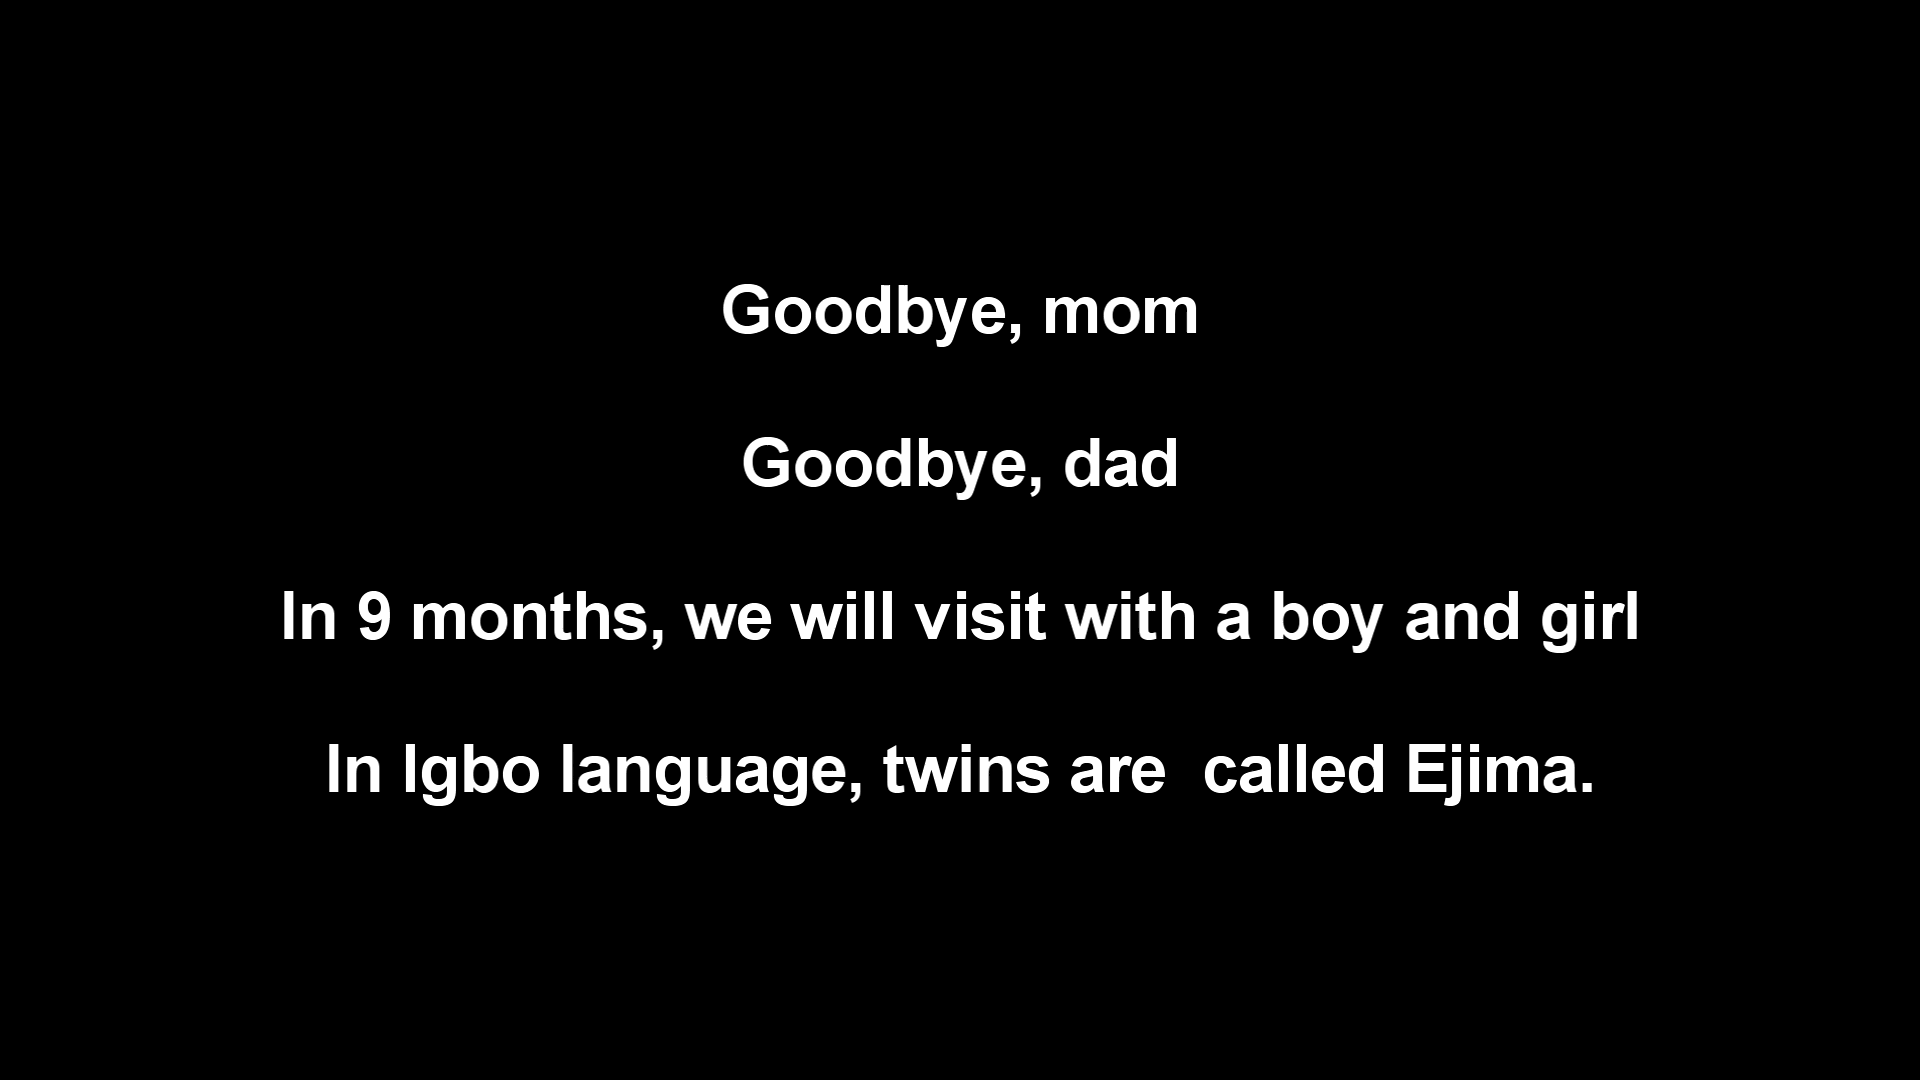 Goodbye, mom
Goodbye, dad
In 9 months, we will visit with a boy and girl
In Igbo language, twins are  called Ejima.